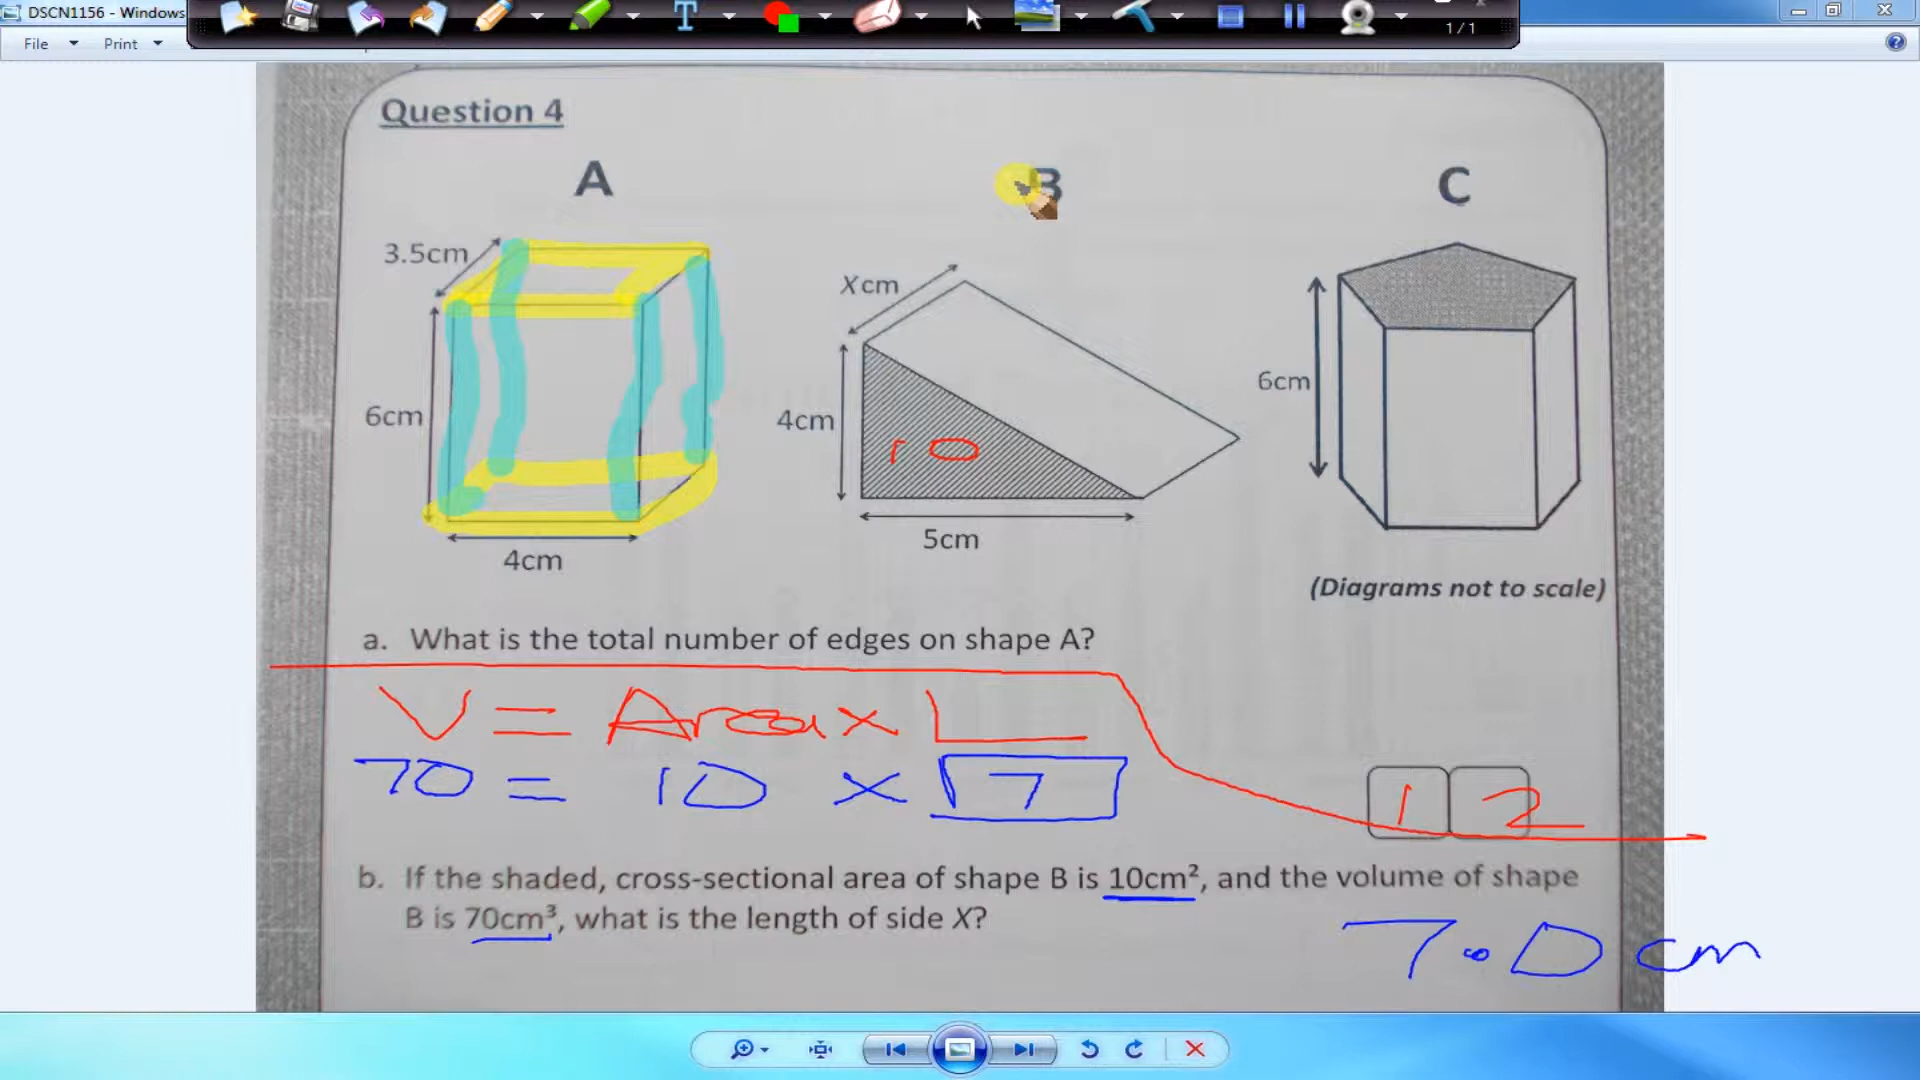 DSCN1156 - Windows
1/1
File Print
Question 4
A B C
3.5cm
6cm
4cm
X cm
4cm
10
5cm
6cm
(Diagrams not to scale)
a. What is the total number of edges on shape A?
V = Area x L
70 = 10 x 7
1 2
b. If the shaded, cross-sectional area of shape B is 10cm², and the volume of shape
B is 70cm³, what is the length of side X?
7.0 cm